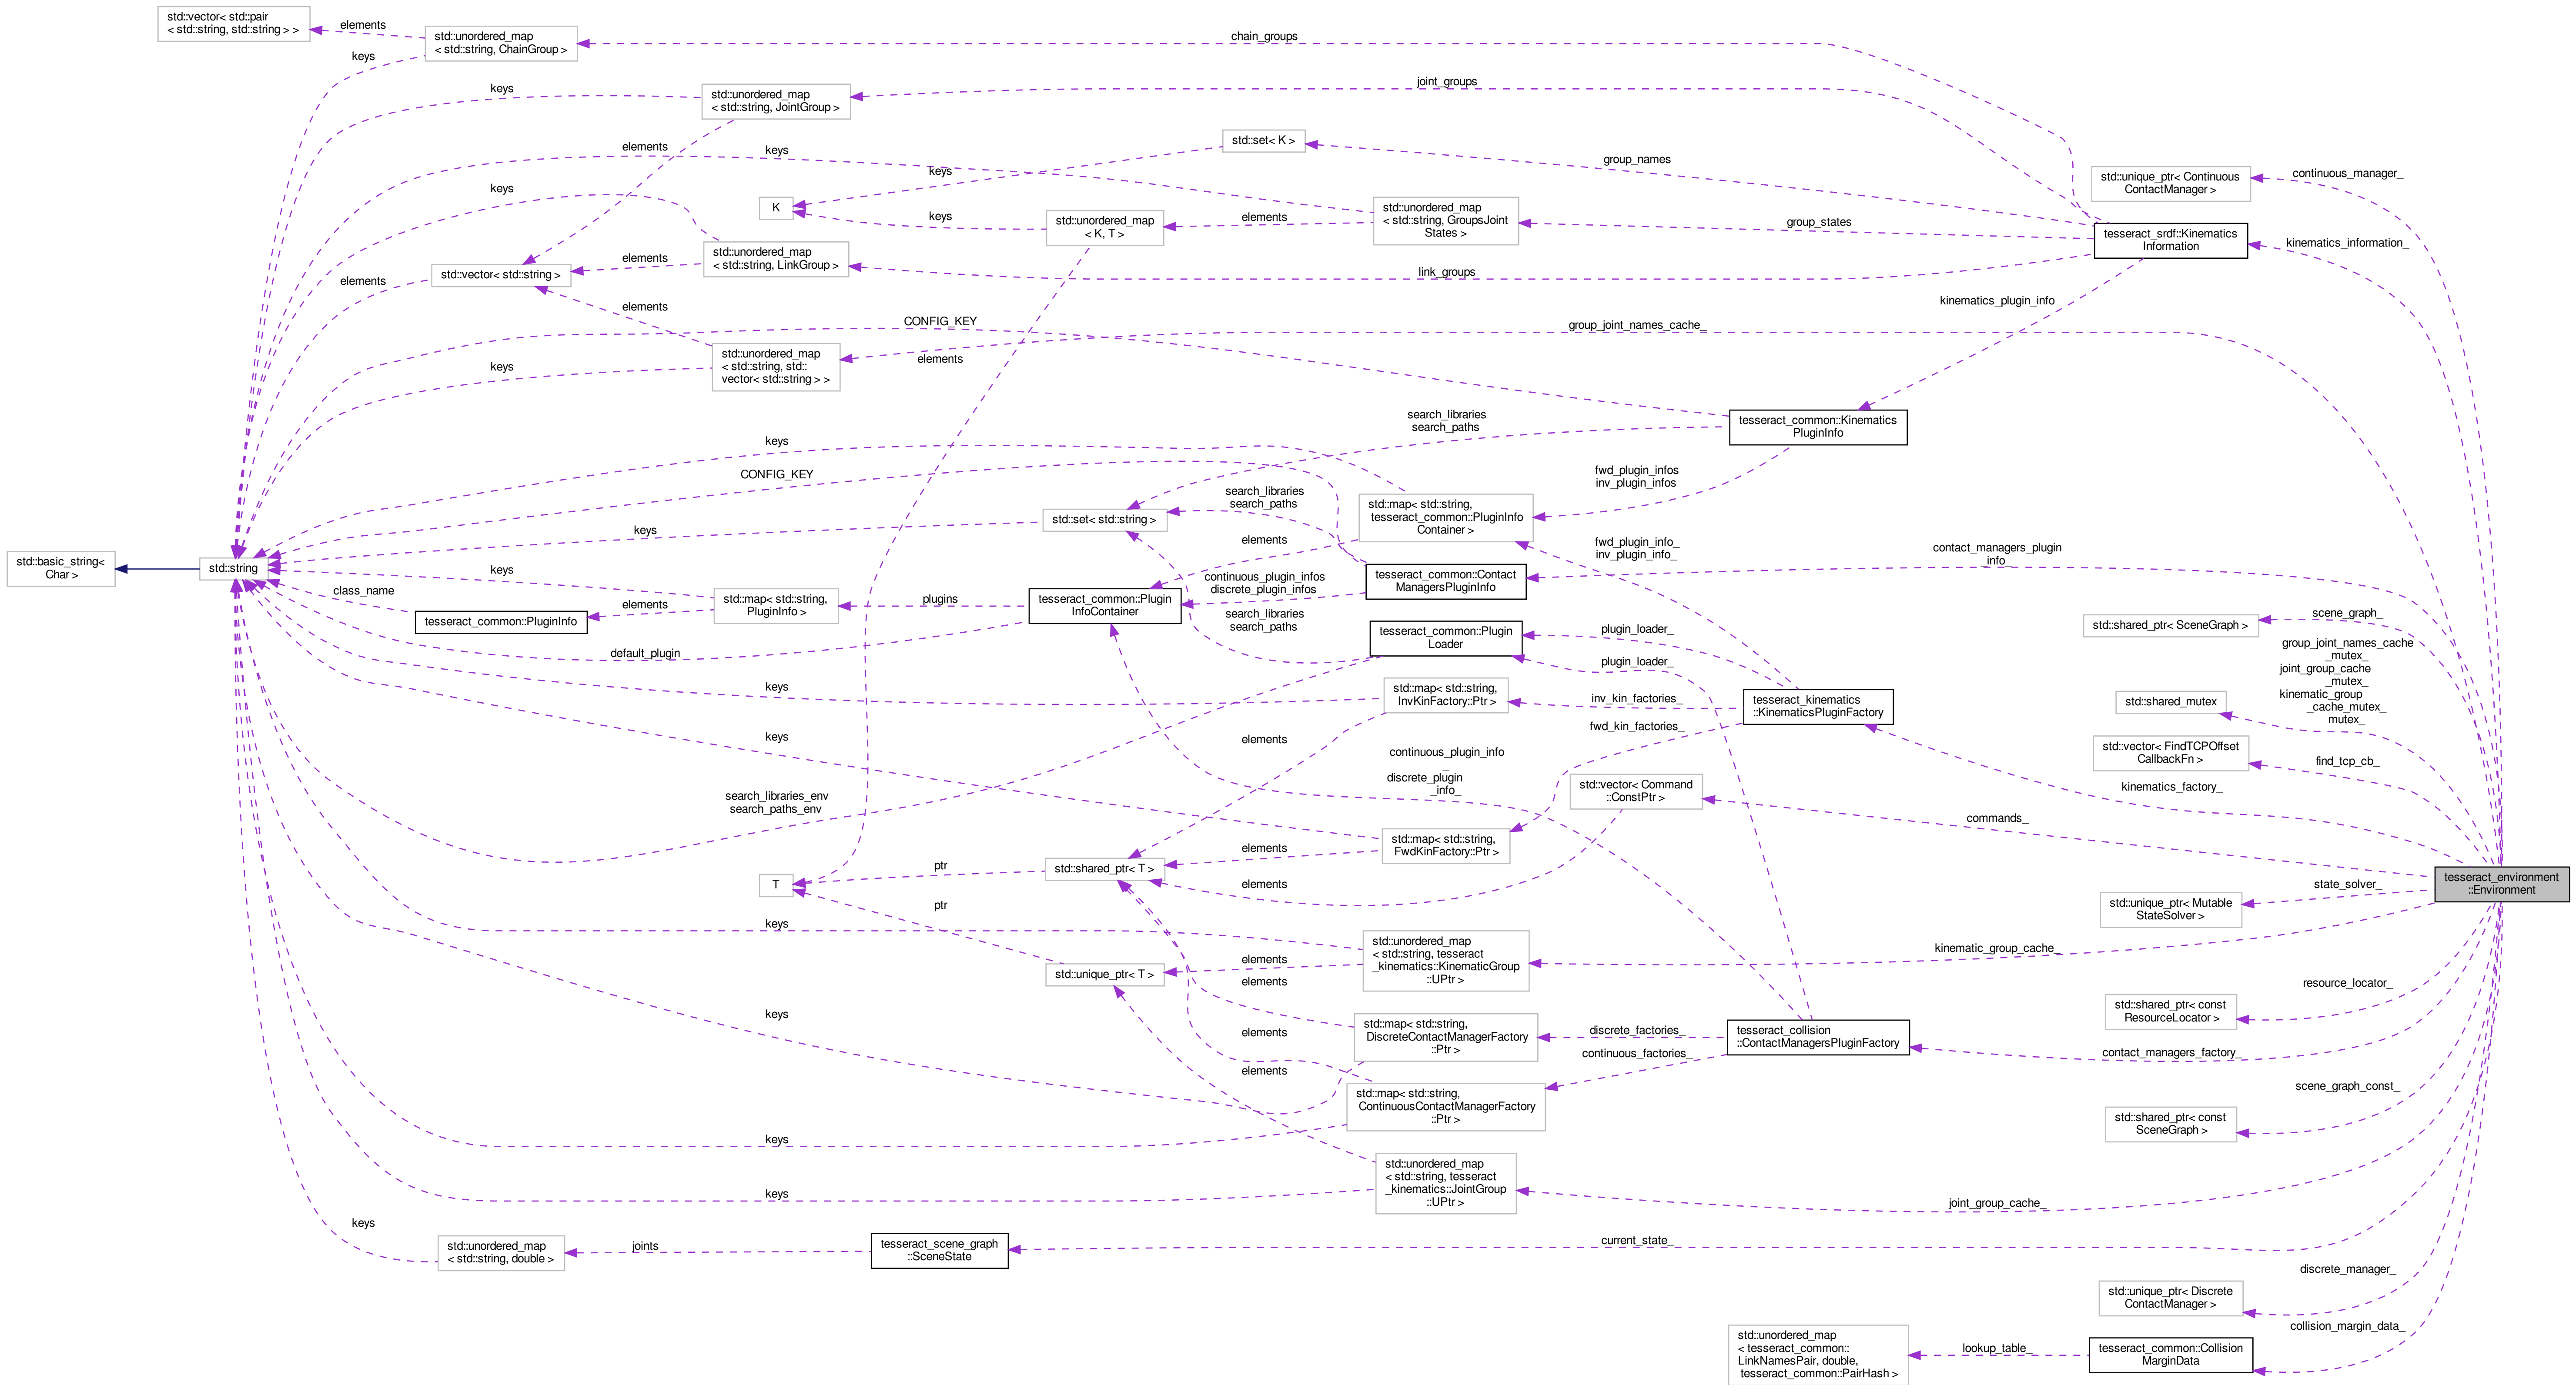 std::vector< std::pair
< std::string, std::string > >
elements
std::unordered_map
< std::string, ChainGroup >
chain_groups
keys
std::unordered_map
< std::string, JointGroup >
joint_groups
keys
elements
keys
std::set< K >
group_names
keys
K
keys
std::unordered_map
< K, T >
elements
std::unordered_map
< std::string, GroupsJoint
States >
group_states
std::unique_ptr< Continuous
ContactManager >
continuous_manager_
tesseract_srdf::Kinematics
Information
kinematics_information_
keys
std::unordered_map
< std::string, LinkGroup >
elements
link_groups
std::vector< std::string >
elements
elements
kinematics_plugin_info
CONFIG_KEY
group_joint_names_cache_
std::unordered_map
< std::string, std::
vector< std::string > >
elements
keys
search_libraries
search_paths
tesseract_common::Kinematics
PluginInfo
keys
CONFIG_KEY
fwd_plugin_infos
inv_plugin_infos
search_libraries
search_paths
std::map< std::string,
tesseract_common::PluginInfo
Container >
std::set< std::string >
keys
elements
fwd_plugin_info_
inv_plugin_info_
contact_managers_plugin
info_
std::basic_string<
Char >
std::string
keys
class_name
tesseract_common::PluginInfo
elements
std::map< std::string,
PluginInfo >
plugins
tesseract_common::Plugin
InfoContainer
continuous_plugin_infos
discrete_plugin_infos
tesseract_common::Contact
ManagersPluginInfo
search_libraries
search_paths
tesseract_common::Plugin
Loader
plugin_loader_
plugin_loader_
std::shared_ptr< SceneGraph >
scene_graph_
default_plugin
keys
std::map< std::string,
InvKinFactory::Ptr >
inv_kin_factories_
tesseract_kinematics
::KinematicsPluginFactory
std::shared_mutex
group_joint_names_cache
_mutex_
joint_group_cache
_mutex_
kinematic_group
_cache_mutex_
mutex_
fwd_kin_factories_
keys
elements
continuous_plugin_info
_
discrete_plugin
_info_
std::vector< FindTCPOffset
CallbackFn >
find_tcp_cb_
kinematics_factory_
std::vector< Command
::ConstPtr >
commands_
search_libraries_env
search_paths_env
std::map< std::string,
FwdKinFactory::Ptr >
elements
std::shared_ptr< T >
ptr
T
ptr
elements
tesseract_environment
::Environment
state_solver_
std::unique_ptr< Mutable
StateSolver >
keys
std::unordered_map
< std::string, tesseract
_kinematics::KinematicGroup
::UPtr >
kinematic_group_cache_
elements
std::unique_ptr< T >
elements
resource_locator_
std::shared_ptr< const
ResourceLocator >
keys
elements
std::map< std::string,
DiscreteContactManagerFactory
::Ptr >
discrete_factories_
continuous_factories_
tesseract_collision
::ContactManagersPluginFactory
contact_managers_factory_
elements
std::map< std::string,
ContinuousContactManagerFactory
::Ptr >
scene_graph_const_
std::shared_ptr< const
SceneGraph >
keys
std::unordered_map
< std::string, tesseract
_kinematics::JointGroup
::UPtr >
keys
joint_group_cache_
keys
std::unordered_map
< std::string, double >
joints
tesseract_scene_graph
::SceneState
current_state_
discrete_manager_
std::unique_ptr< Discrete
ContactManager >
collision_margin_data_
std::unordered_map
< tesseract_common::
LinkNamesPair, double,
tesseract_common::PairHash >
lookup_table_
tesseract_common::Collision
MarginData